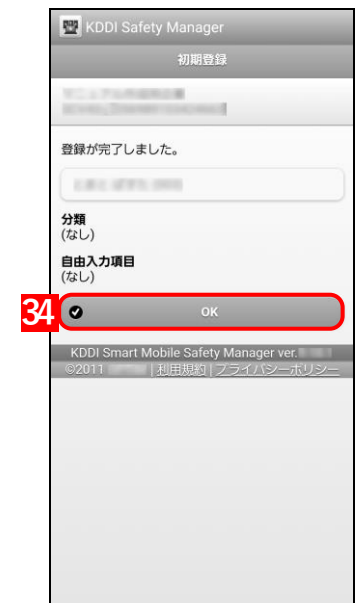 KDDI Safety Manager
初期登録
登録が完了しました。
分類
(なし)
自由入力項目
(なし)
34
OK
KDDI Smart Mobile Safety Manager ver.
©2011 | 利用規約 | プライバシーポリシー